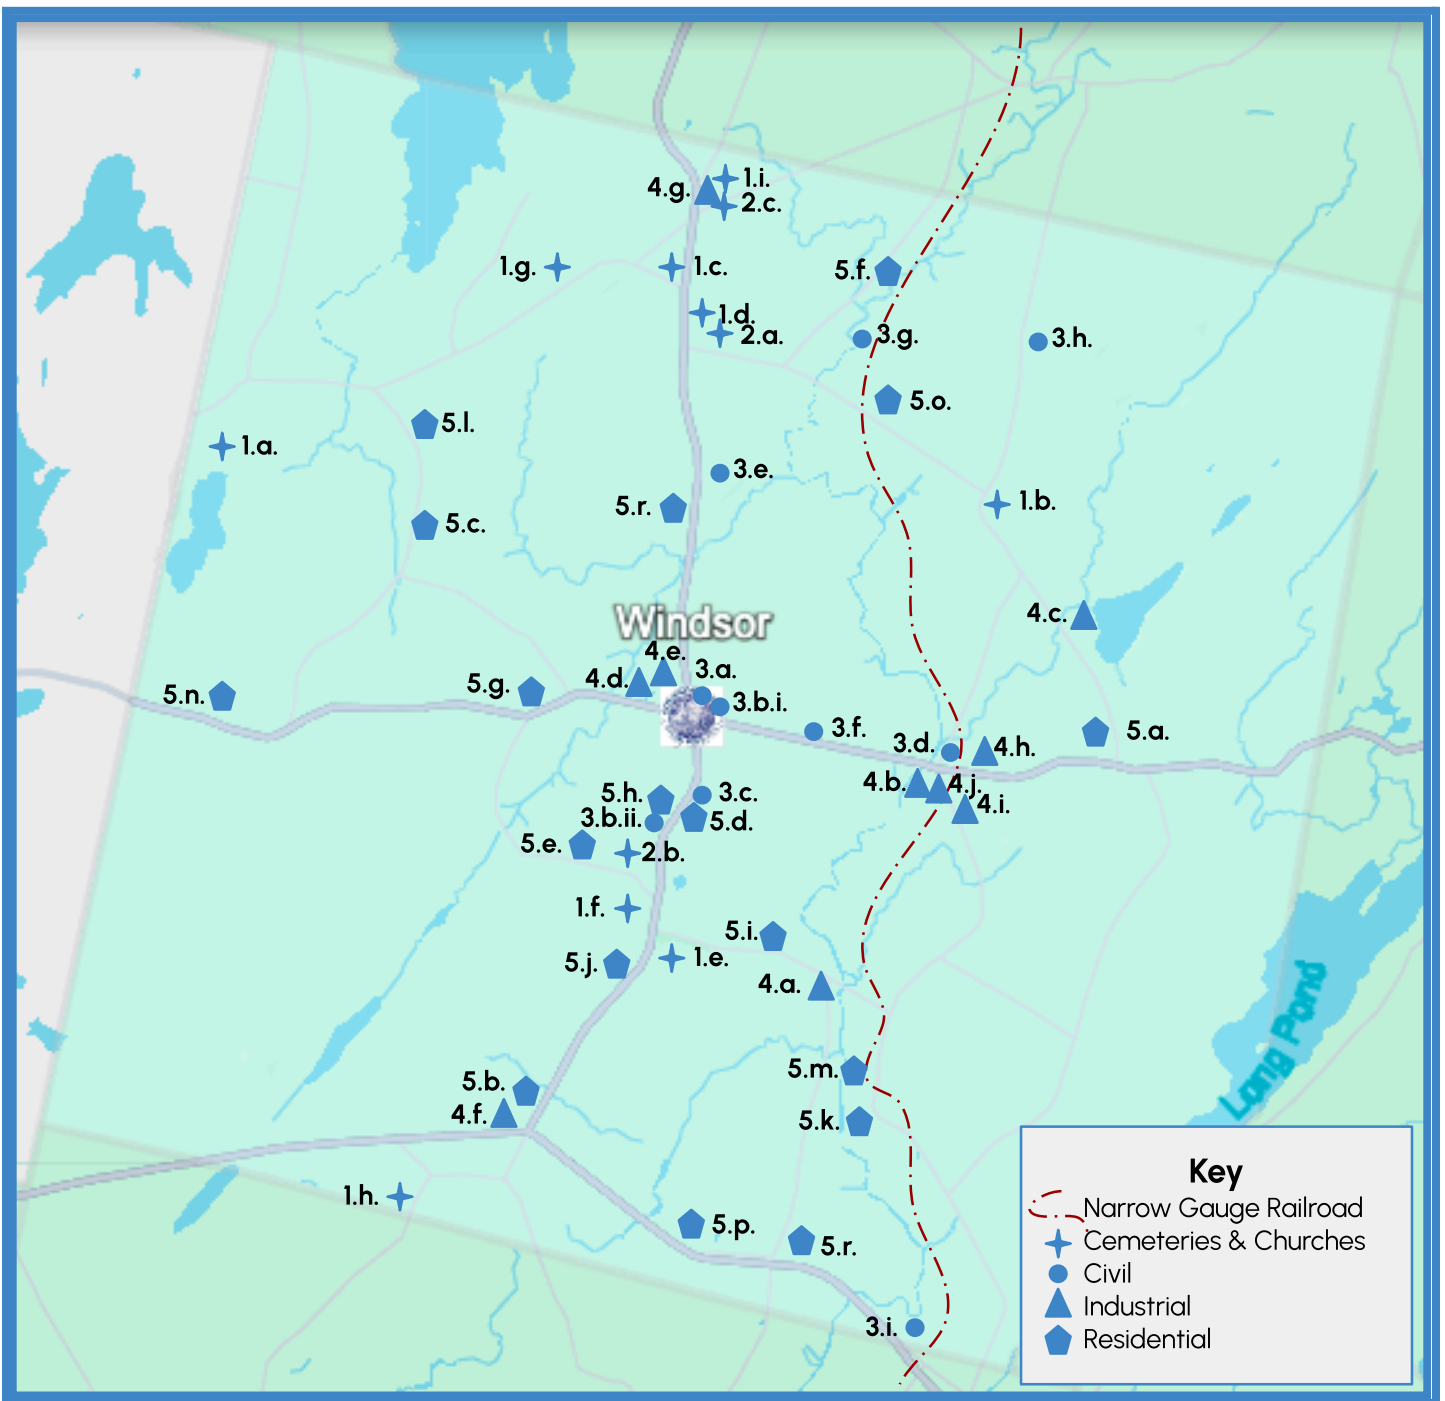 1.i.
4.g.
2.c.
1.g.
1.c.
5.f.
1.d.
2.a.
3.g.
3.h.
5.o.
5.l.
1.a.
3.e.
5.r.
1.b.
5.c.
4.c.
Windsor
4.e.
3.a.
4.d.
5.g.
5.n.
3.b.i.
3.f.
5.a.
3.d.
4.h.
4.b.
4.j.
5.h.
3.c.
4.i.
3.b.ii.
5.d.
5.e.
2.b.
1.f.
5.i.
1.e.
5.j.
4.a.
Long Pond
5.m.
5.b.
4.f.
5.k.
1.h.
5.p.
5.r.
3.i.
Key
Narrow Gauge Railroad
Cemeteries & Churches
Civil
Industrial
Residential